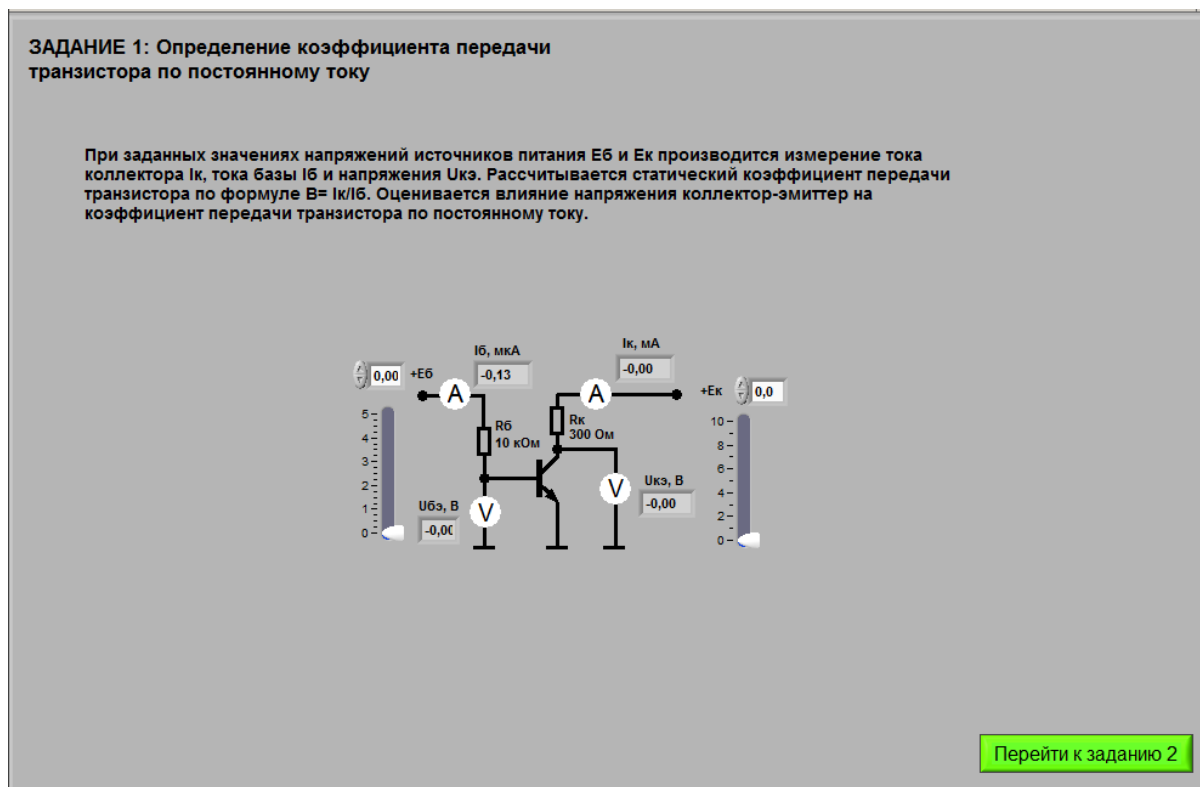 ЗАДАНИЕ 1: Определение коэффициента передачи
транзистора по постоянному току
При заданных значениях напряжений источников питания Еб и Ек производится измерение тока
коллектора Iк, тока базы Iб и напряжения Uкэ. Рассчитывается статический коэффициент передачи
транзистора по формуле В= Iк/Iб. Оценивается влияние напряжения коллектор-эмиттер на
коэффициент передачи транзистора по постоянному току.
Iб, мкА
Iк, мА
0,00
+Еб
-0,13
-0,00
+Ек
0,0
A
A
Rб
10 кОм
Rк
300 Ом
5
4
3
2
1
0
10
8
6
4
2
0
Uбэ, В
-0,00
V
V
Uкэ, В
-0,00
Перейти к заданию 2